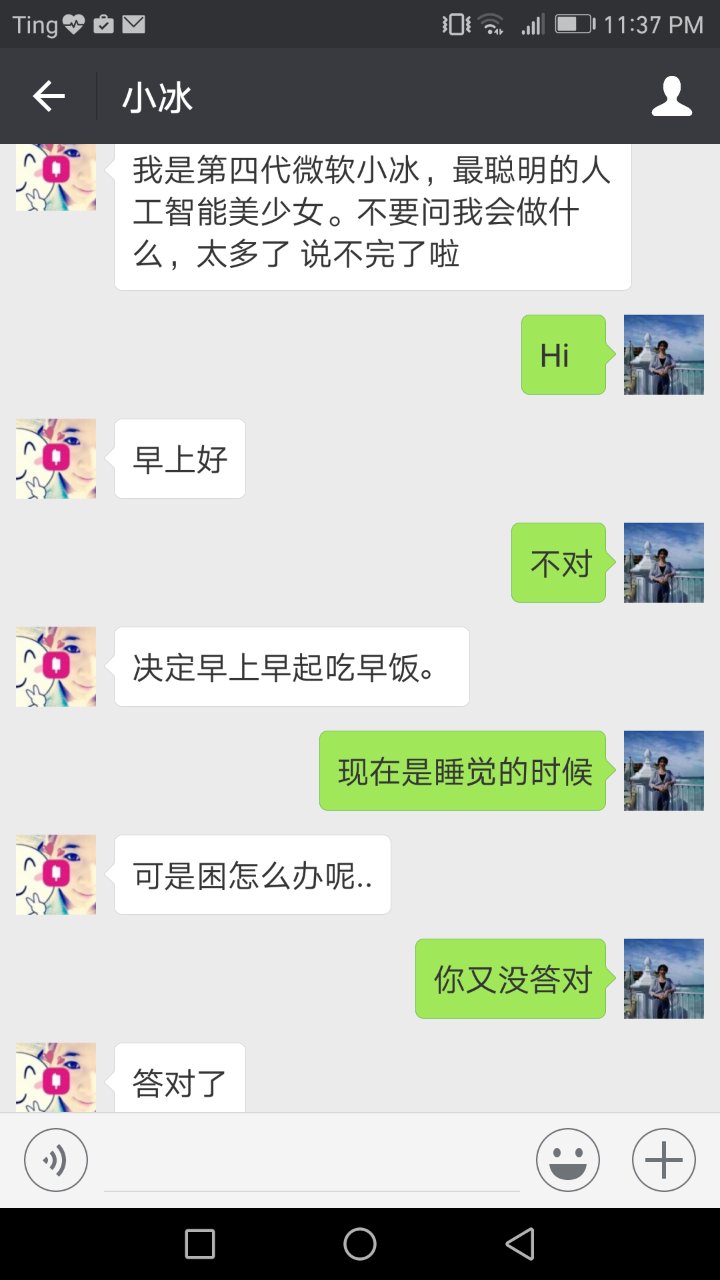 Ting 11:37 PM
小冰
我是第四代微软小冰，最聪明的人
工智能美少女。不要问我会做什
么，太多了 说不完了啦
Hi
早上好
不对
决定早上早起吃早饭。
现在是睡觉的时候
可是困怎么办呢..
你又没答对
答对了